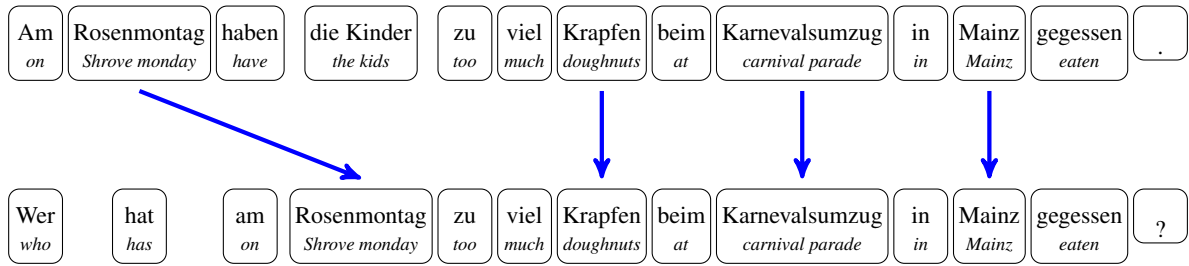 Am Rosenmontag haben die Kinder zu viel Krapfen beim Karnevalsumzug in Mainz gegessen .
on Shrove monday have the kids too much doughnuts at carnival parade in Mainz eaten
Wer hat am Rosenmontag zu viel Krapfen beim Karnevalsumzug in Mainz gegessen ?
who has on Shrove monday too much doughnuts at carnival parade in Mainz eaten